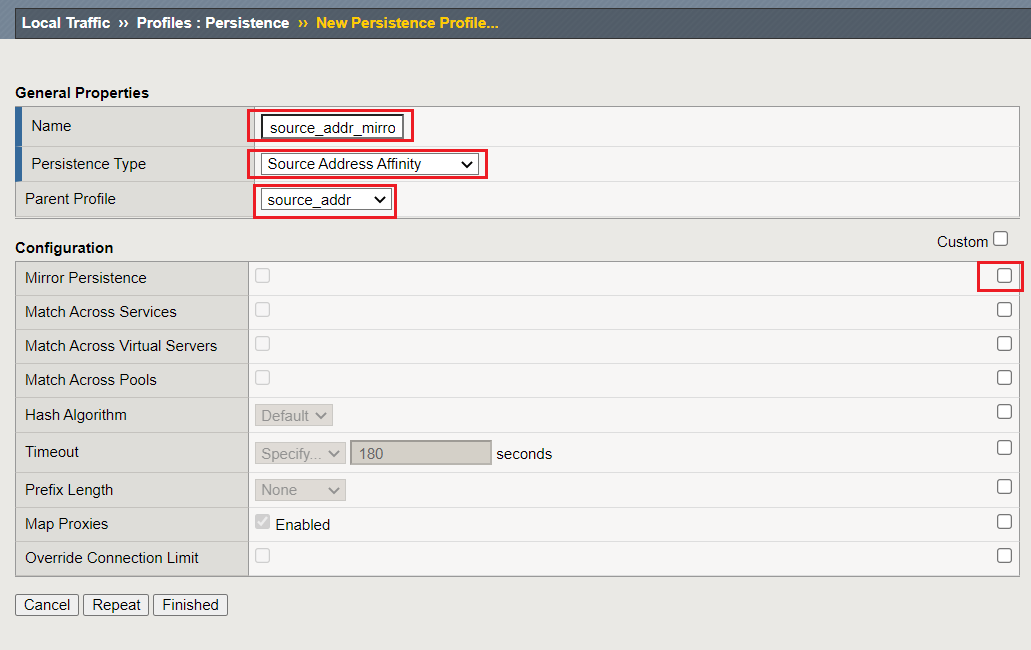 Local Traffic ›› Profiles : Persistence ›› New Persistence Profile...
General Properties
Name source_addr_mirro
Persistence Type Source Address Affinity
Parent Profile source_addr
Configuration Custom
Mirror Persistence
Match Across Services
Match Across Virtual Servers
Match Across Pools
Hash Algorithm Default
Timeout Specify... 180 seconds
Prefix Length None
Map Proxies Enabled
Override Connection Limit
Cancel Repeat Finished